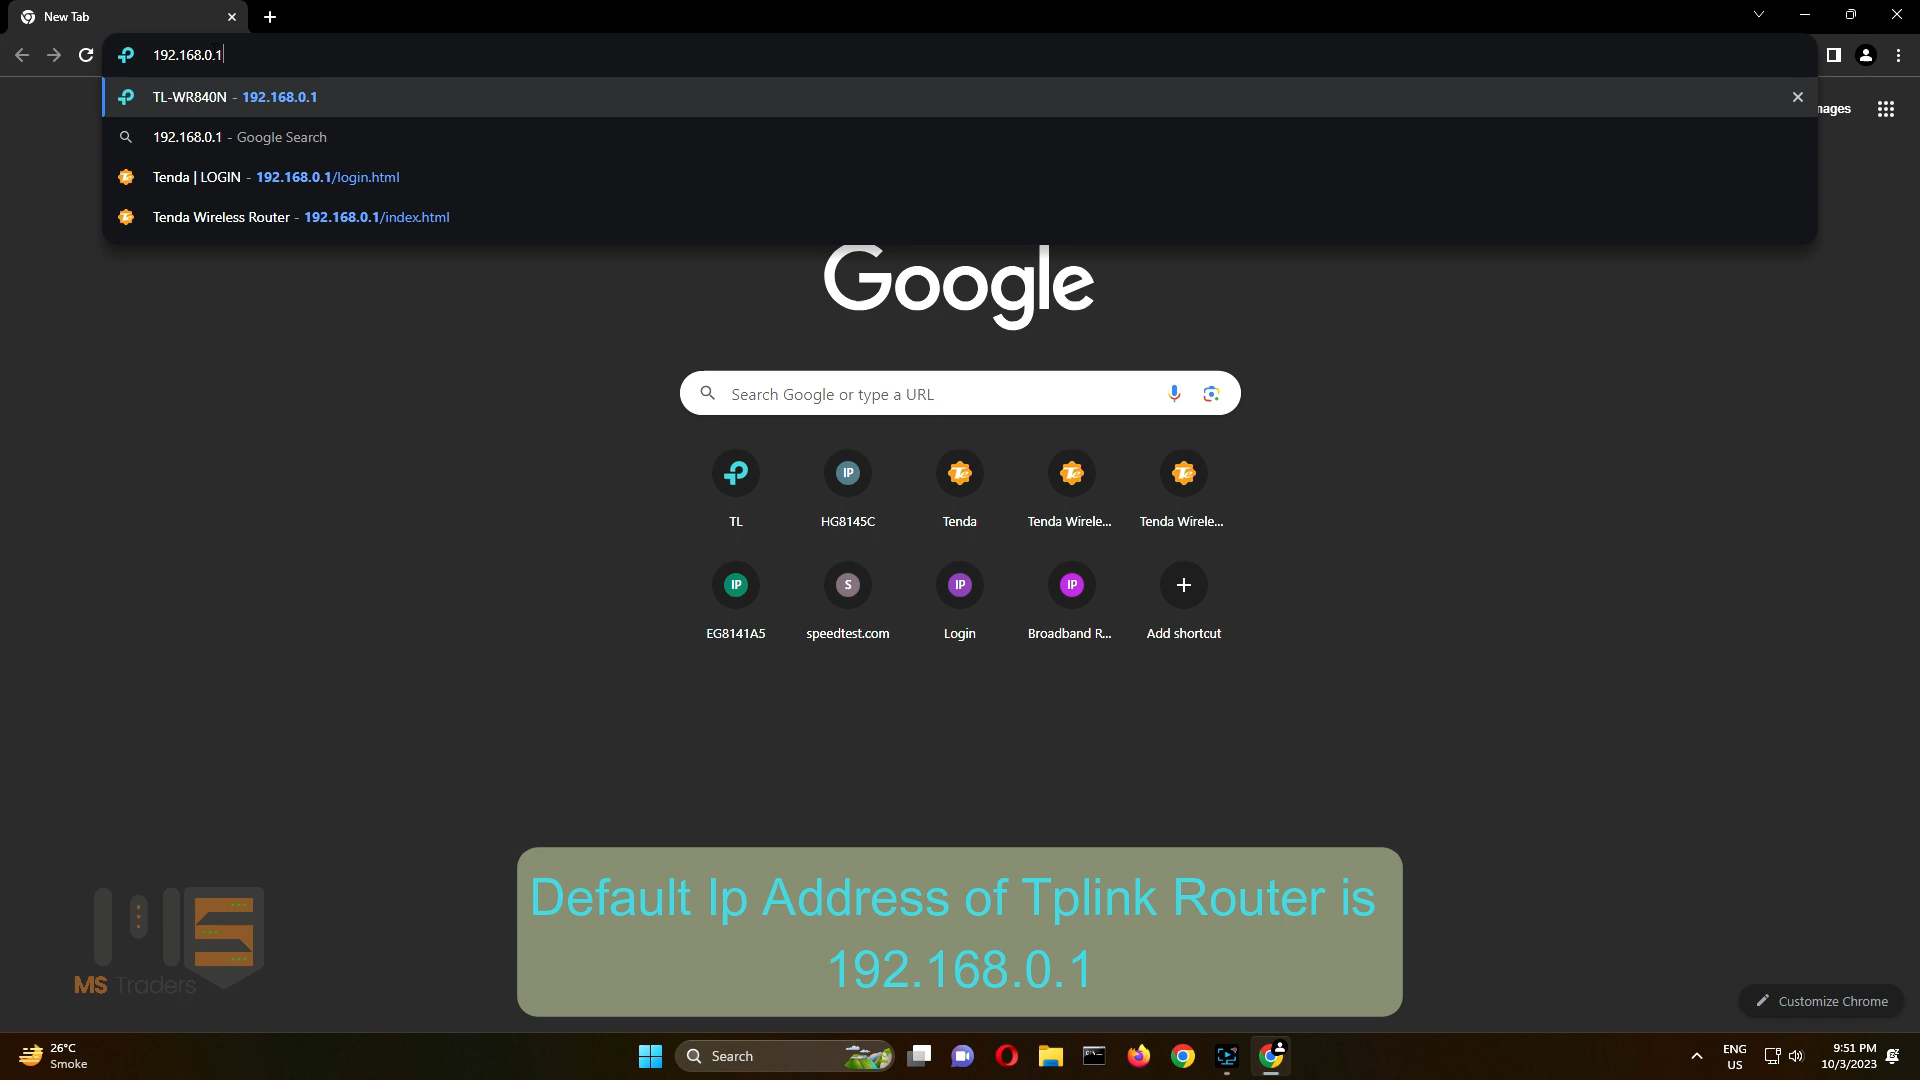 New Tab
192.168.0.1
TL-WR840N - 192.168.0.1
192.168.0.1 - Google Search
Tenda | LOGIN - 192.168.0.1/login.html
Tenda Wireless Router - 192.168.0.1/index.html
Google
Search Google or type a URL
TL
IP
HG8145C
Tenda
Tenda Wirele...
Tenda Wirele...
IP
EG8141A5
S
speedtest.com
IP
Login
IP
Broadband R...
Add shortcut
Default Ip Address of Tplink Router is
192.168.0.1
MS Traders
Customize Chrome
26°C
Smoke
Search
ENG
US
9:51 PM
10/3/2023